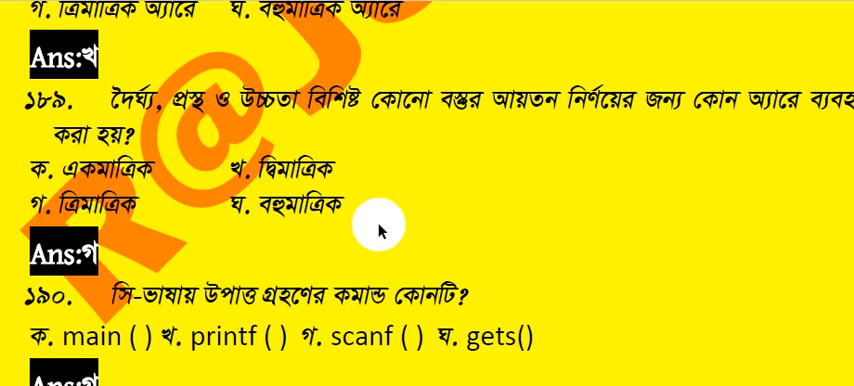 গ. ত্রিমাত্রিক অ্যারে ঘ. বহুমাত্রিক অ্যারে
Ans:খ
১৮৯. দৈর্ঘ্য, প্রস্থ ও উচ্চতা বিশিষ্ট কোনো বস্তুর আয়তন নির্ণয়ের জন্য কোন অ্যারে ব্যবহ
করা হয়?
ক. একমাত্রিক খ. দ্বিমাত্রিক
গ. ত্রিমাত্রিক ঘ. বহুমাত্রিক
Ans:গ
১৯০. সি-ভাষায় উপাত্ত গ্রহণের কমান্ড কোনটি?
ক. main ( ) খ. printf ( ) গ. scanf ( ) ঘ. gets()
Ans:গ